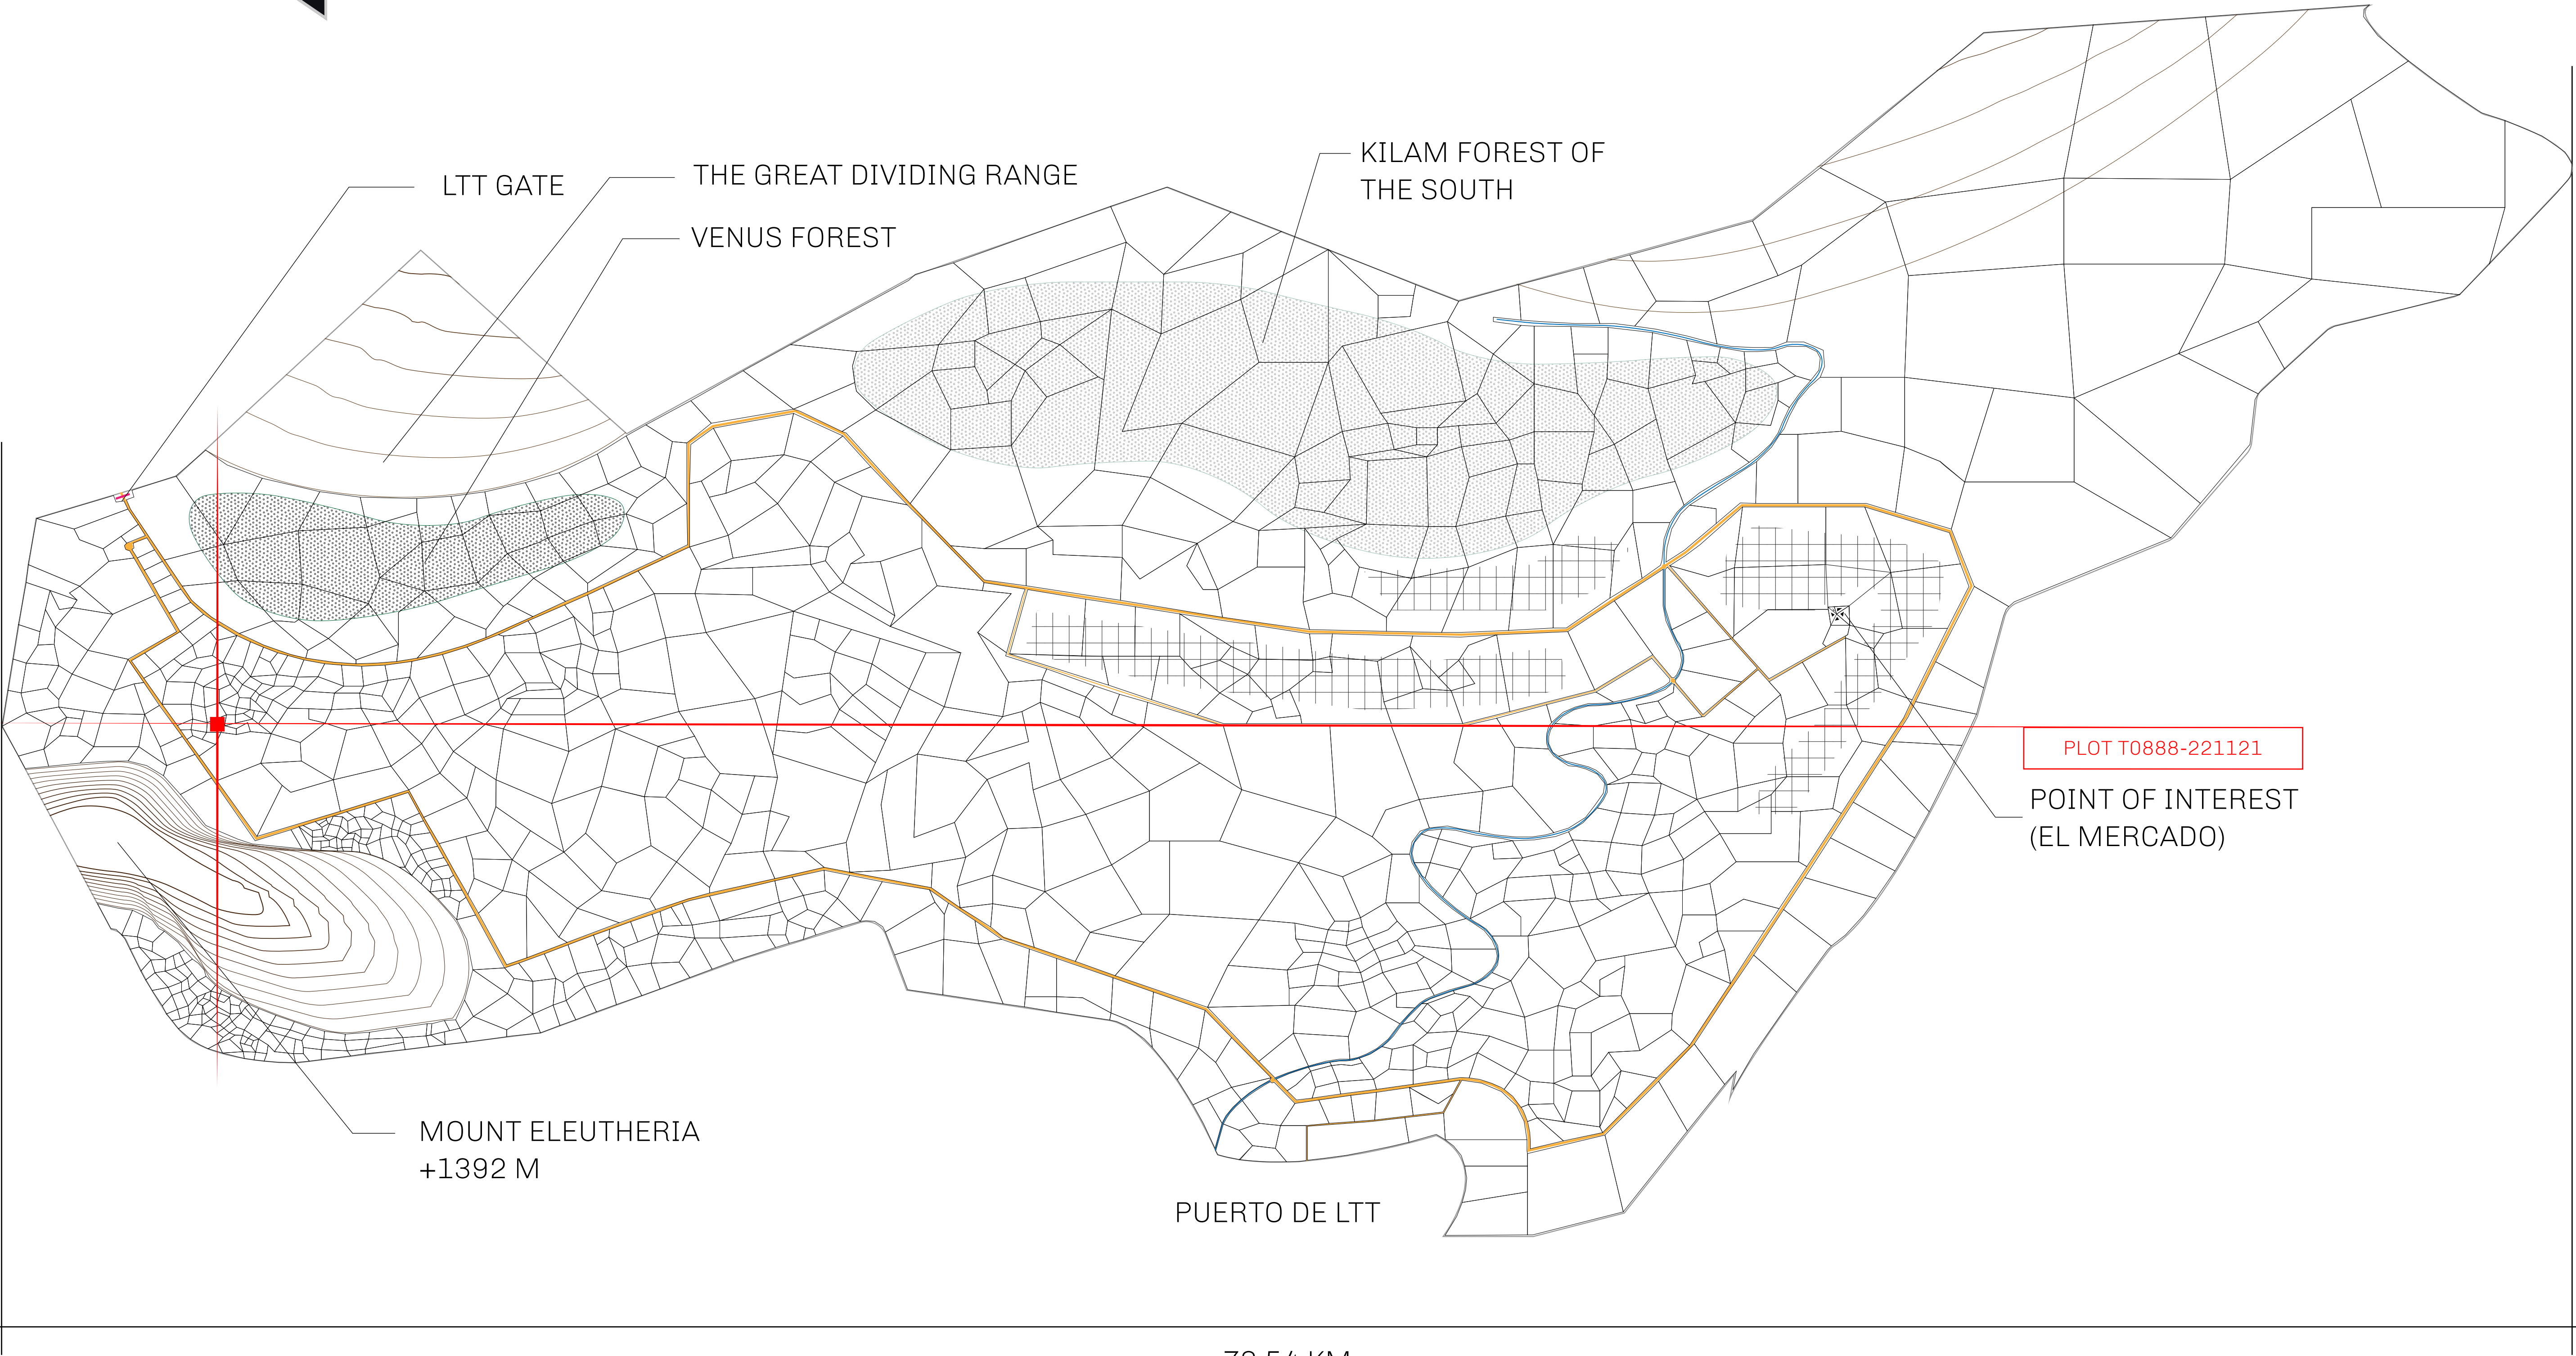 KILAM FOREST OF
THE SOUTH
THE GREAT DIVIDING RANGE
LTT GATE
VENUS FOREST
PLOT T0888-221121
POINT OF INTEREST
(EL MERCADO)
MOUNT ELEUTHERIA
+1392 M
PUERTO DE LTT
KM